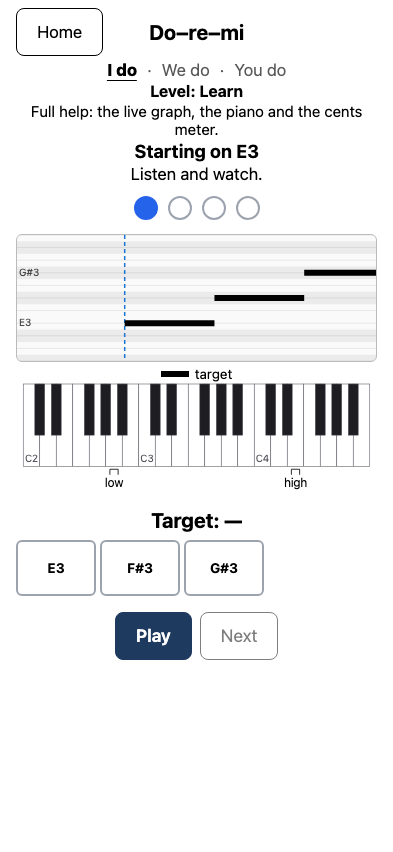 Home
Do–re–mi
I do · We do · You do
Level: Learn
Full help: the live graph, the piano and the cents
meter.
Starting on E3
Listen and watch.
G#3
E3
target
C2
C3
C4
low
high
Target: —
E3
F#3
G#3
Play
Next